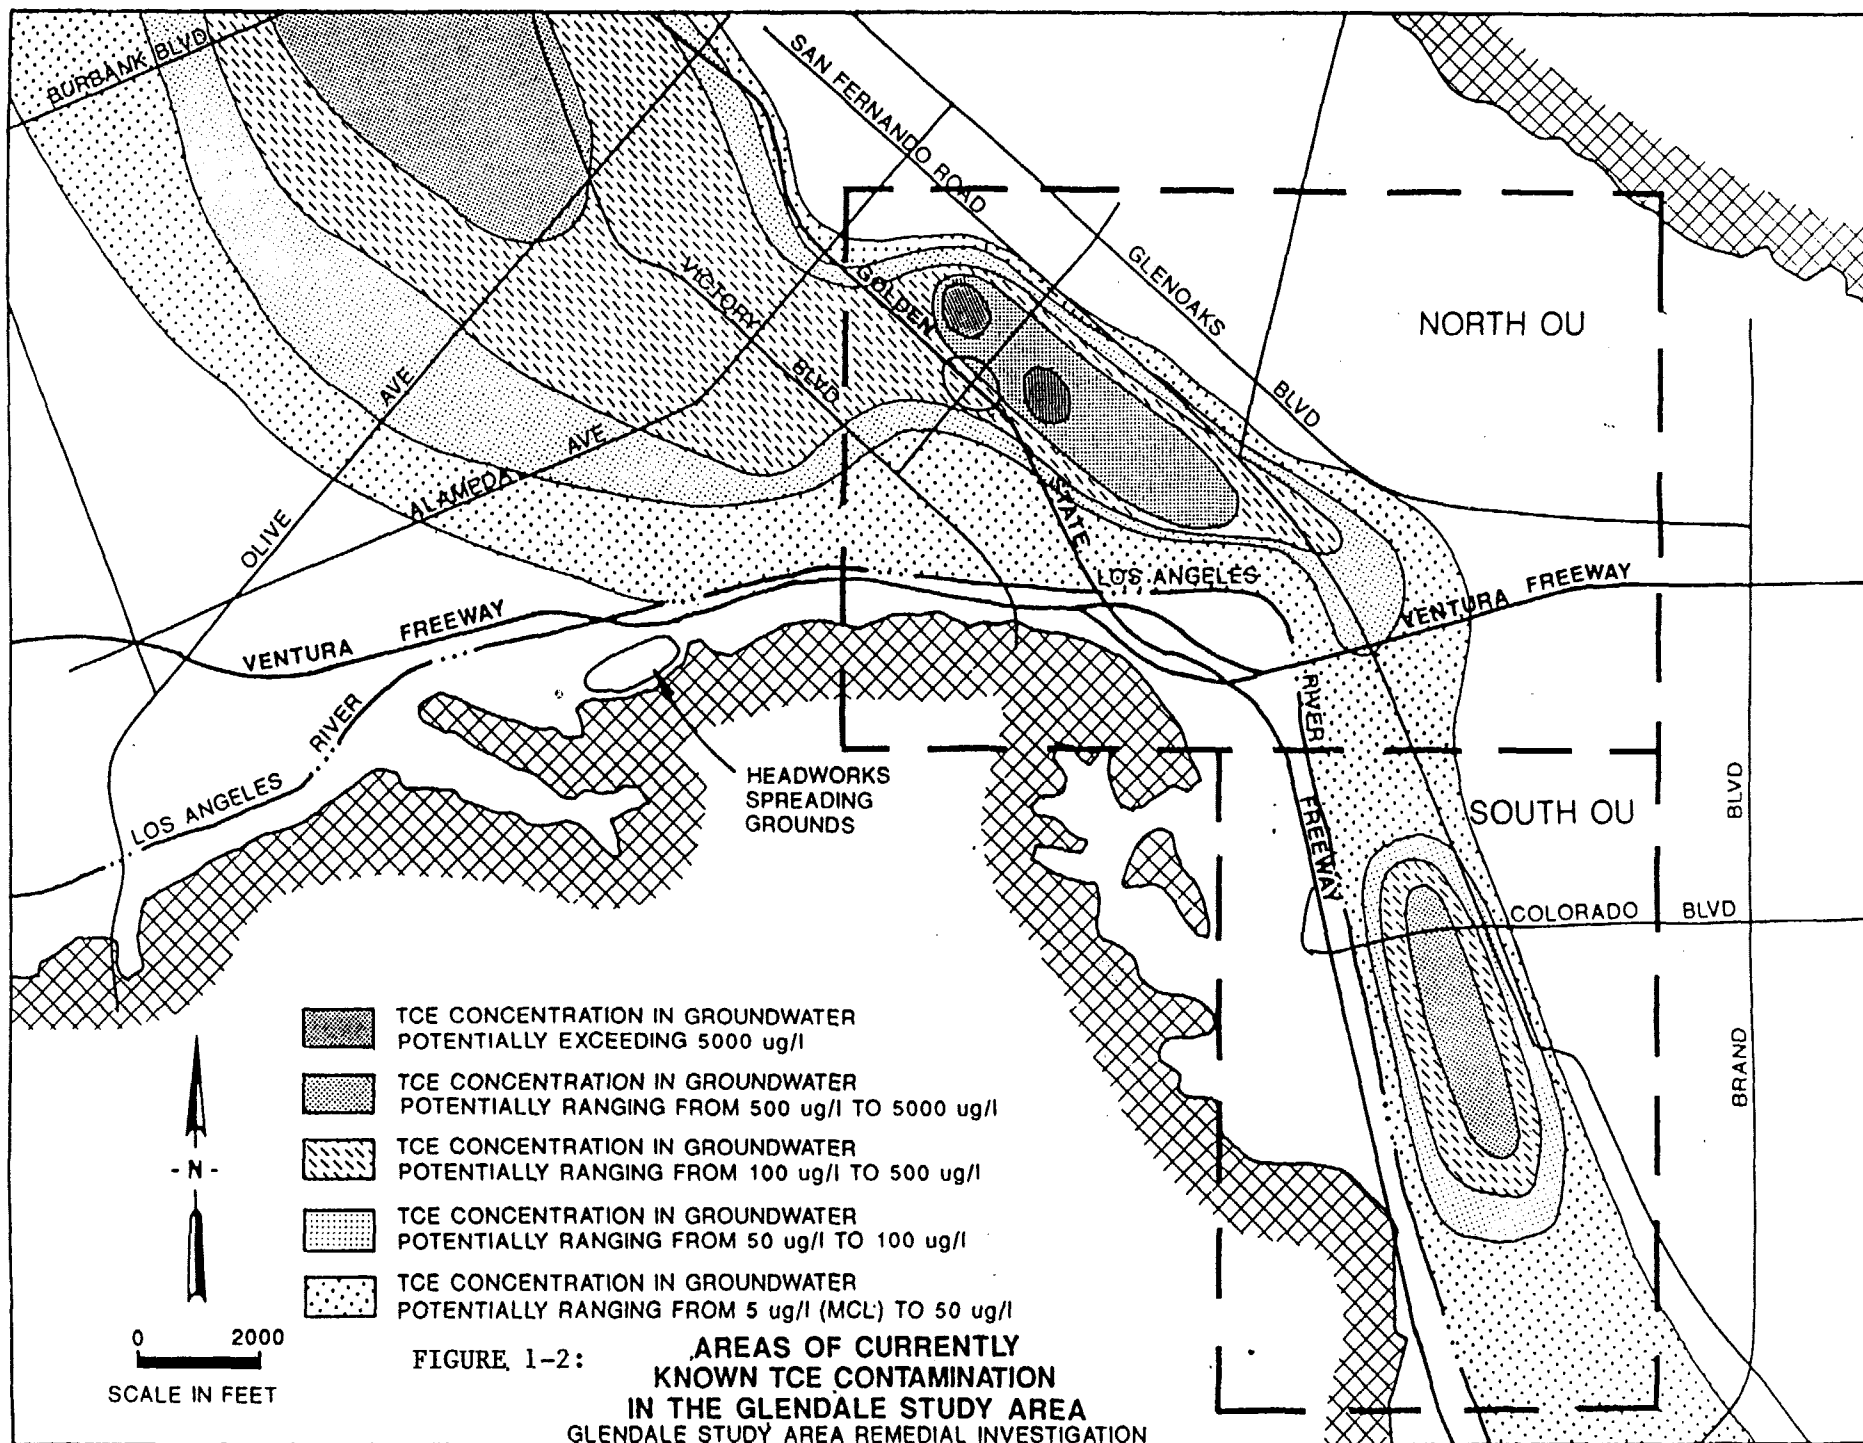 BURBANK BLVD
SAN FERNANDO ROAD
GLENOAKS
BLVD
GOLDEN
STATE
FREEWAY
VICTORY
BLVD
NORTH OU
OLIVE
AVE
ALAMEDA
AVE
VENTURA
FREEWAY
LOS ANGELES
RIVER
VENTURA
FREEWAY
LOS ANGELES
RIVER
HEADWORKS
SPREADING
GROUNDS
SOUTH OU
COLORADO
BLVD
BRAND
BLVD
TCE CONCENTRATION IN GROUNDWATER
POTENTIALLY EXCEEDING 5000 ug/l
TCE CONCENTRATION IN GROUNDWATER
POTENTIALLY RANGING FROM 500 ug/l TO 5000 ug/l
TCE CONCENTRATION IN GROUNDWATER
POTENTIALLY RANGING FROM 100 ug/l TO 500 ug/l
TCE CONCENTRATION IN GROUNDWATER
POTENTIALLY RANGING FROM 50 ug/l TO 100 ug/l
TCE CONCENTRATION IN GROUNDWATER
POTENTIALLY RANGING FROM 5 ug/l (MCL) TO 50 ug/l
- N -
0 2000
SCALE IN FEET
FIGURE 1-2:
AREAS OF CURRENTLY
KNOWN TCE CONTAMINATION
IN THE GLENDALE STUDY AREA
GLENDALE STUDY AREA REMEDIAL INVESTIGATION